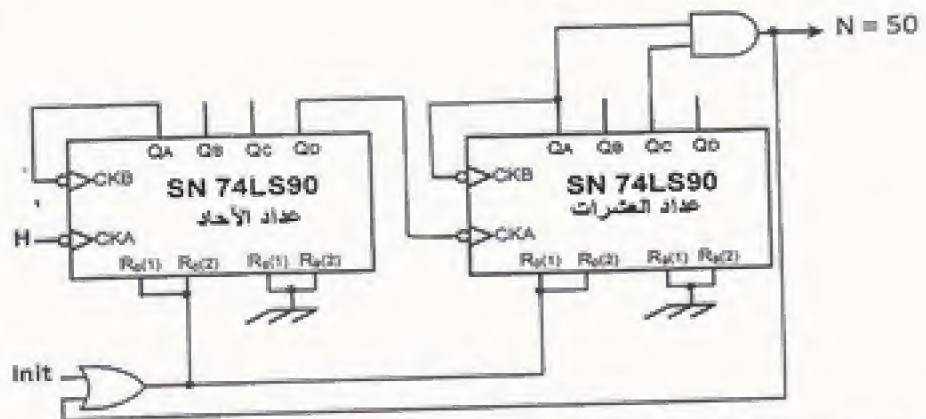 N = 50
QA QB QC QD
QA QB QC QD
CKB
SN 74LS90
عداد الآحاد
H
CKA
R0(1) R0(2) R9(1) R9(2)
CKB
SN 74LS90
عداد العشرات
CKA
R0(1) R0(2) R9(1) R9(2)
Init